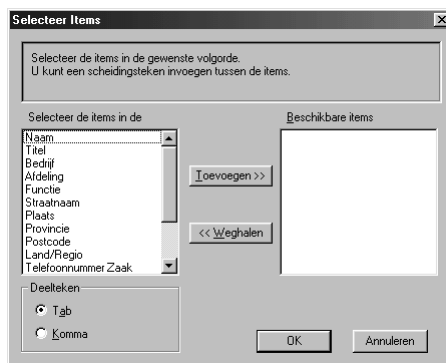 Selecteer Items
Selecteer de items in de gewenste volgorde.
U kunt een scheidingsteken invoegen tussen de items.
Selecteer de items in de
Beschikbare items
Naam
Titel
Bedrijf
Afdeling
Functie
Straatnaam
Plaats
Provincie
Postcode
Land/Regio
Telefoonnummer Zaak
Toevoegen >>
<< Weghalen
Deelteken
Tab
Komma
OK
Annuleren